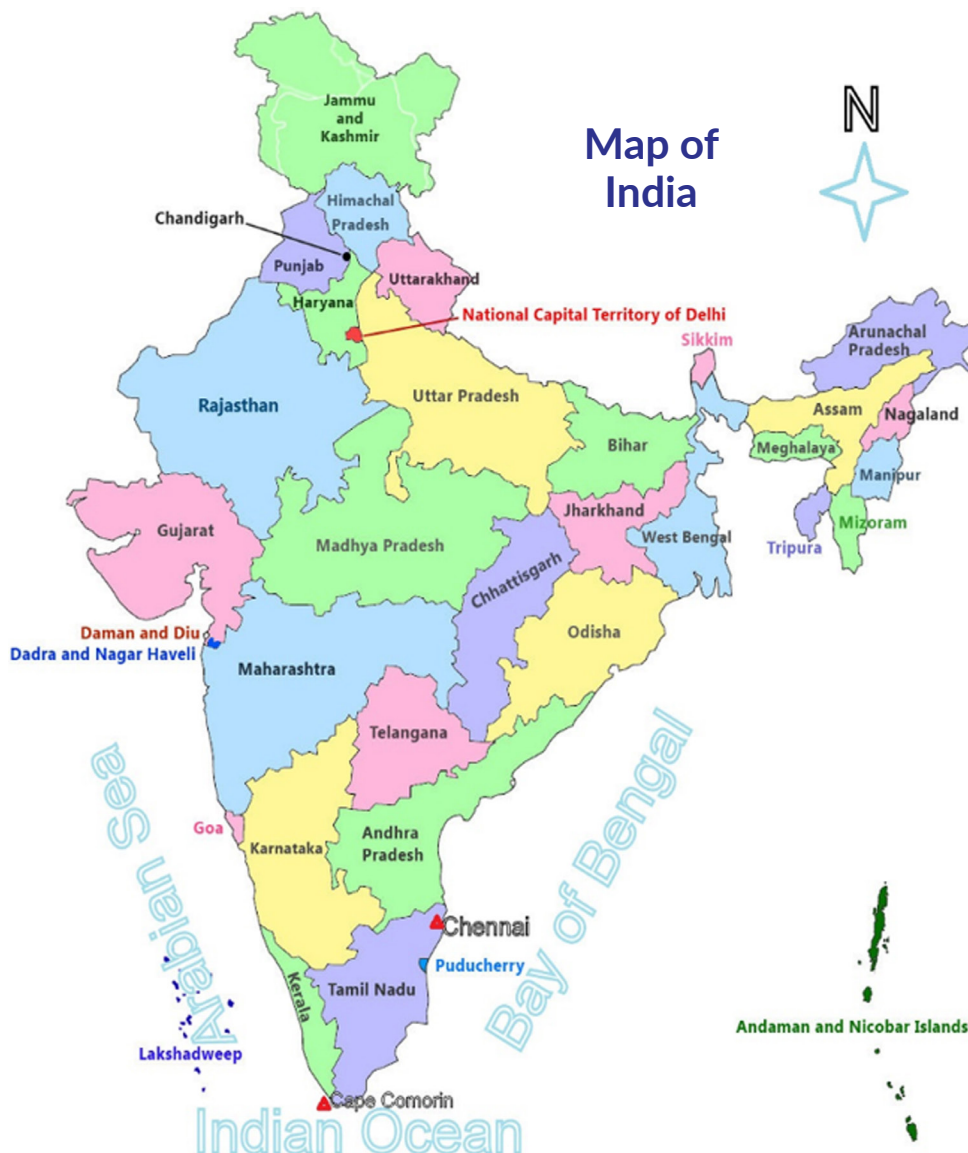 Map of
India
N
Jammu
and
Kashmir
Himachal
Pradesh
Chandigarh
Punjab
Uttarakhand
Haryana
National Capital Territory of Delhi
Sikkim
Arunachal
Pradesh
Rajasthan
Uttar Pradesh
Assam
Nagaland
Bihar
Meghalaya
Manipur
Jharkhand
Gujarat
Mizoram
West Bengal
Madhya Pradesh
Tripura
Chhattisgarh
Daman and Diu
Odisha
Dadra and Nagar Haveli
Maharashtra
Telangana
Goa
Andhra
Pradesh
Karnataka
Arabian Sea
Bay of Bengal
Chennai
Puducherry
Tamil Nadu
Kerala
Andaman and Nicobar Islands
Lakshadweep
Cape Comorin
Indian Ocean